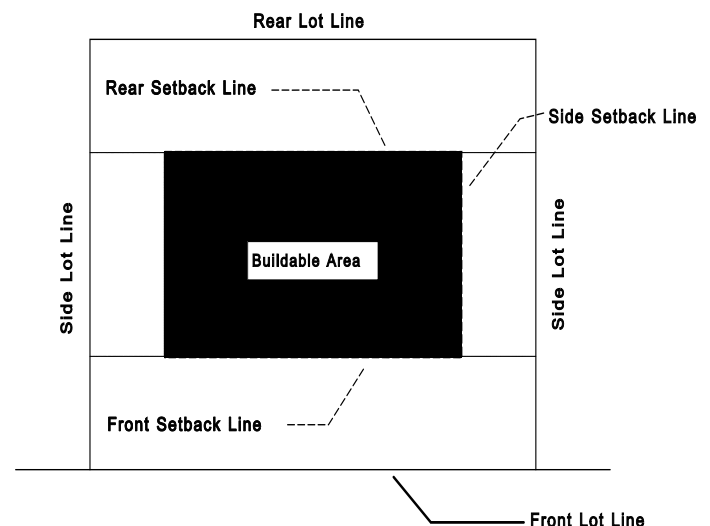 Rear Lot Line
Rear Setback Line
Side Setback Line
Side Lot Line
Buildable Area
Side Lot Line
Front Setback Line
Front Lot Line